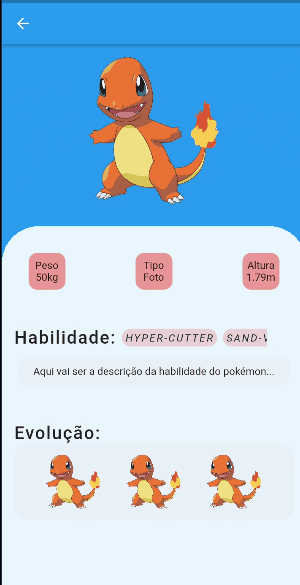 Peso
50kg
Tipo
Foto
Altura
1.79m
Habilidade: HYPER-CUTTER
Aqui vai ser a descrição da habilidade do pokémon...
Evolução: